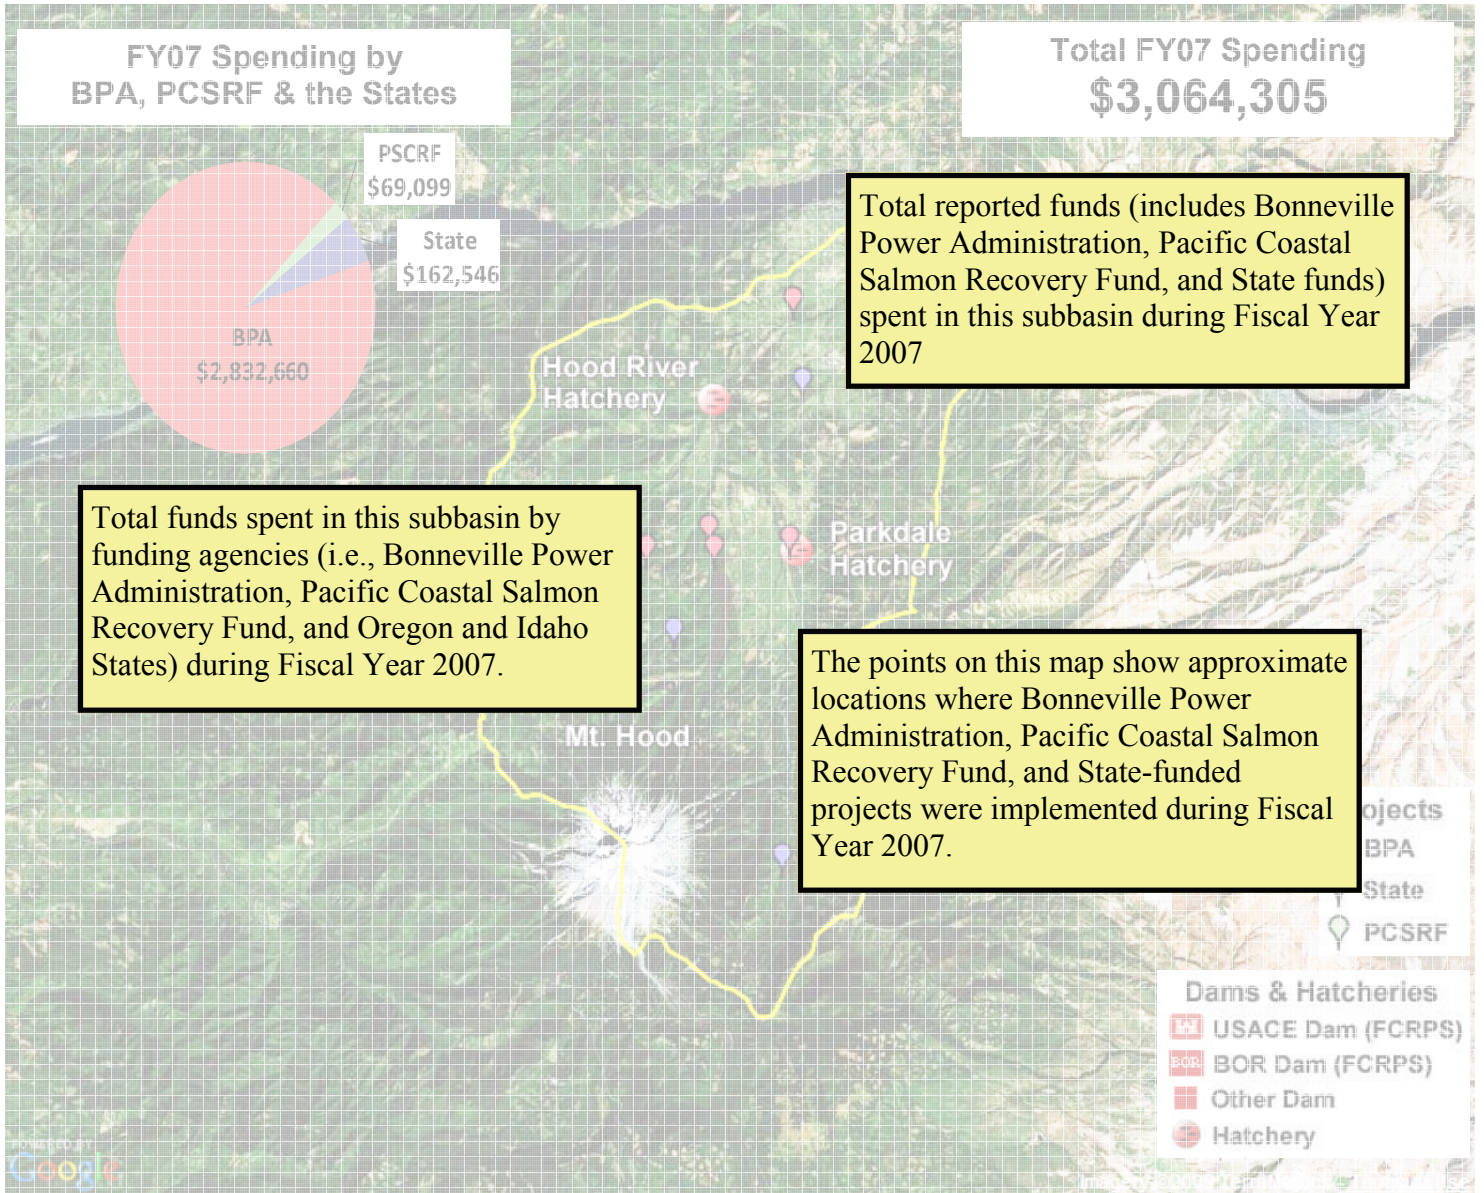 FY07 Spending by
BPA, PCSRF & the States
Total FY07 Spending
$3,064,305
PSCRF
$69,099
State
$162,546
BPA
$2,832,660
Total reported funds (includes Bonneville
Power Administration, Pacific Coastal
Salmon Recovery Fund, and State funds)
spent in this subbasin during Fiscal Year
2007
Hood River
Hatchery
Total funds spent in this subbasin by
funding agencies (i.e., Bonneville Power
Administration, Pacific Coastal Salmon
Recovery Fund, and Oregon and Idaho
States) during Fiscal Year 2007.
Parkdale
Hatchery
The points on this map show approximate
locations where Bonneville Power
Administration, Pacific Coastal Salmon
Recovery Fund, and State-funded
projects were implemented during Fiscal
Year 2007.
Mt. Hood
ojects
BPA
State
PCSRF
Dams & Hatcheries
USACE Dam (FCRPS)
BOR BOR Dam (FCRPS)
Other Dam
Hatchery
POWERED BY
Google